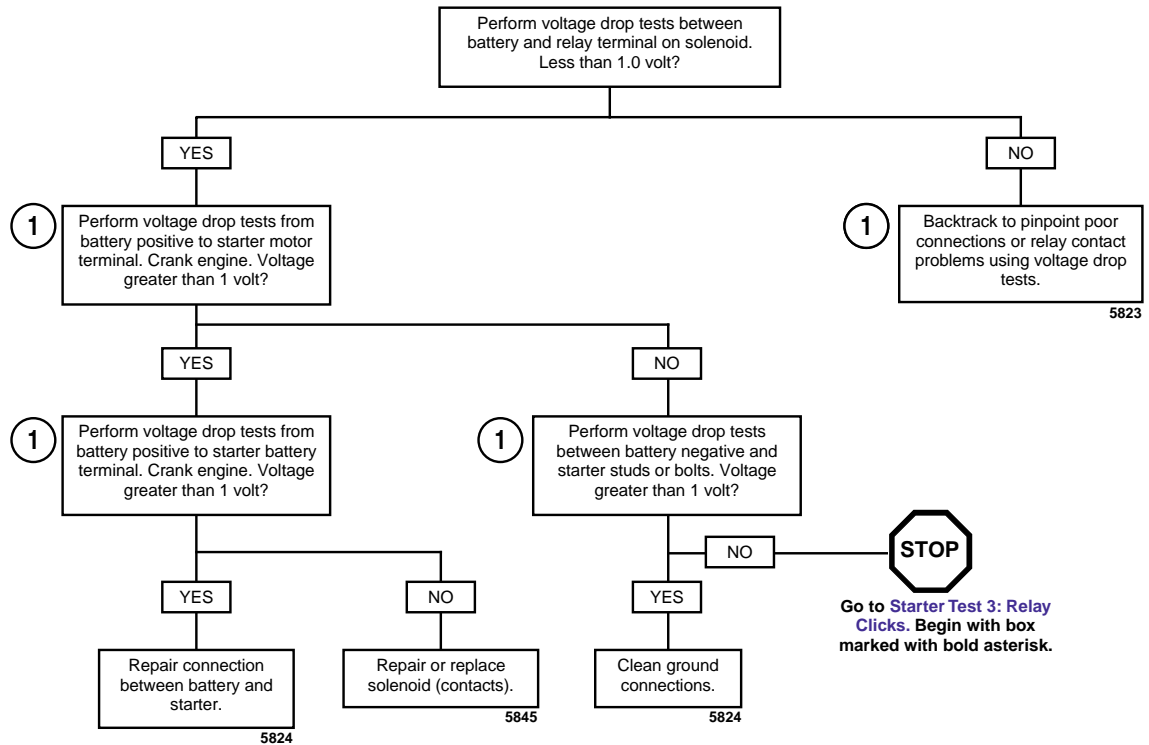 Perform voltage drop tests between
battery and relay terminal on solenoid.
Less than 1.0 volt?
YES
NO
1
Perform voltage drop tests from
battery positive to starter motor
terminal. Crank engine. Voltage
greater than 1 volt?
1
Backtrack to pinpoint poor
connections or relay contact
problems using voltage drop
tests.
5823
YES
NO
1
Perform voltage drop tests from
battery positive to starter battery
terminal. Crank engine. Voltage
greater than 1 volt?
1
Perform voltage drop tests
between battery negative and
starter studs or bolts. Voltage
greater than 1 volt?
NO
STOP
Go to Starter Test 3: Relay
Clicks. Begin with box
marked with bold asterisk.
YES
NO
YES
Repair connection
between battery and
starter.
5824
Repair or replace
solenoid (contacts).
5845
Clean ground
connections.
5824